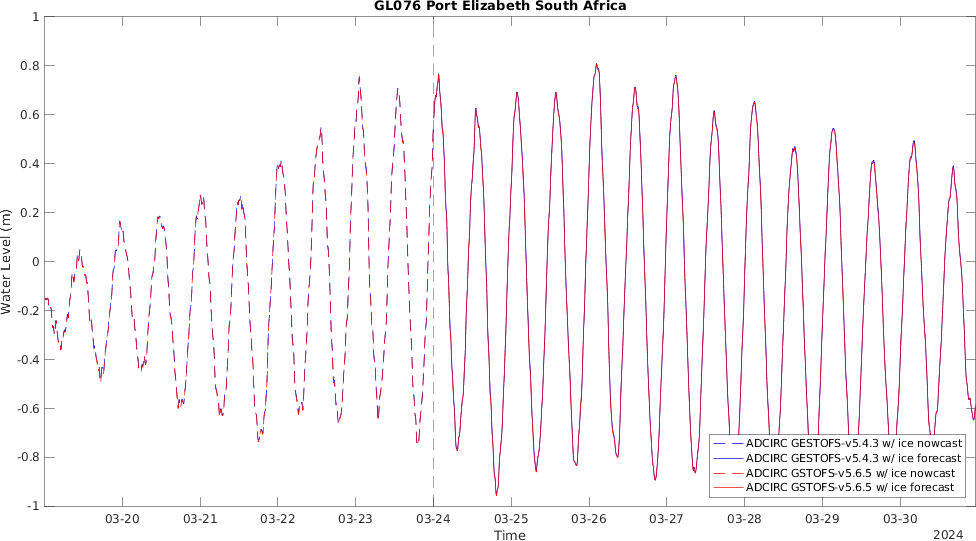 GL076 Port Elizabeth South Africa
1
0.8
0.6
0.4
0.2
0
-0.2
-0.4
-0.6
-0.8
-1
Water Level (m)
ADCIRC GESTOFS-v5.4.3 w/ ice nowcast
ADCIRC GESTOFS-v5.4.3 w/ ice forecast
ADCIRC GSTOFS-v5.6.5 w/ ice nowcast
ADCIRC GSTOFS-v5.6.5 w/ ice forecast
03-20 03-21 03-22 03-23 03-24 03-25 03-26 03-27 03-28 03-29 03-30
Time
2024